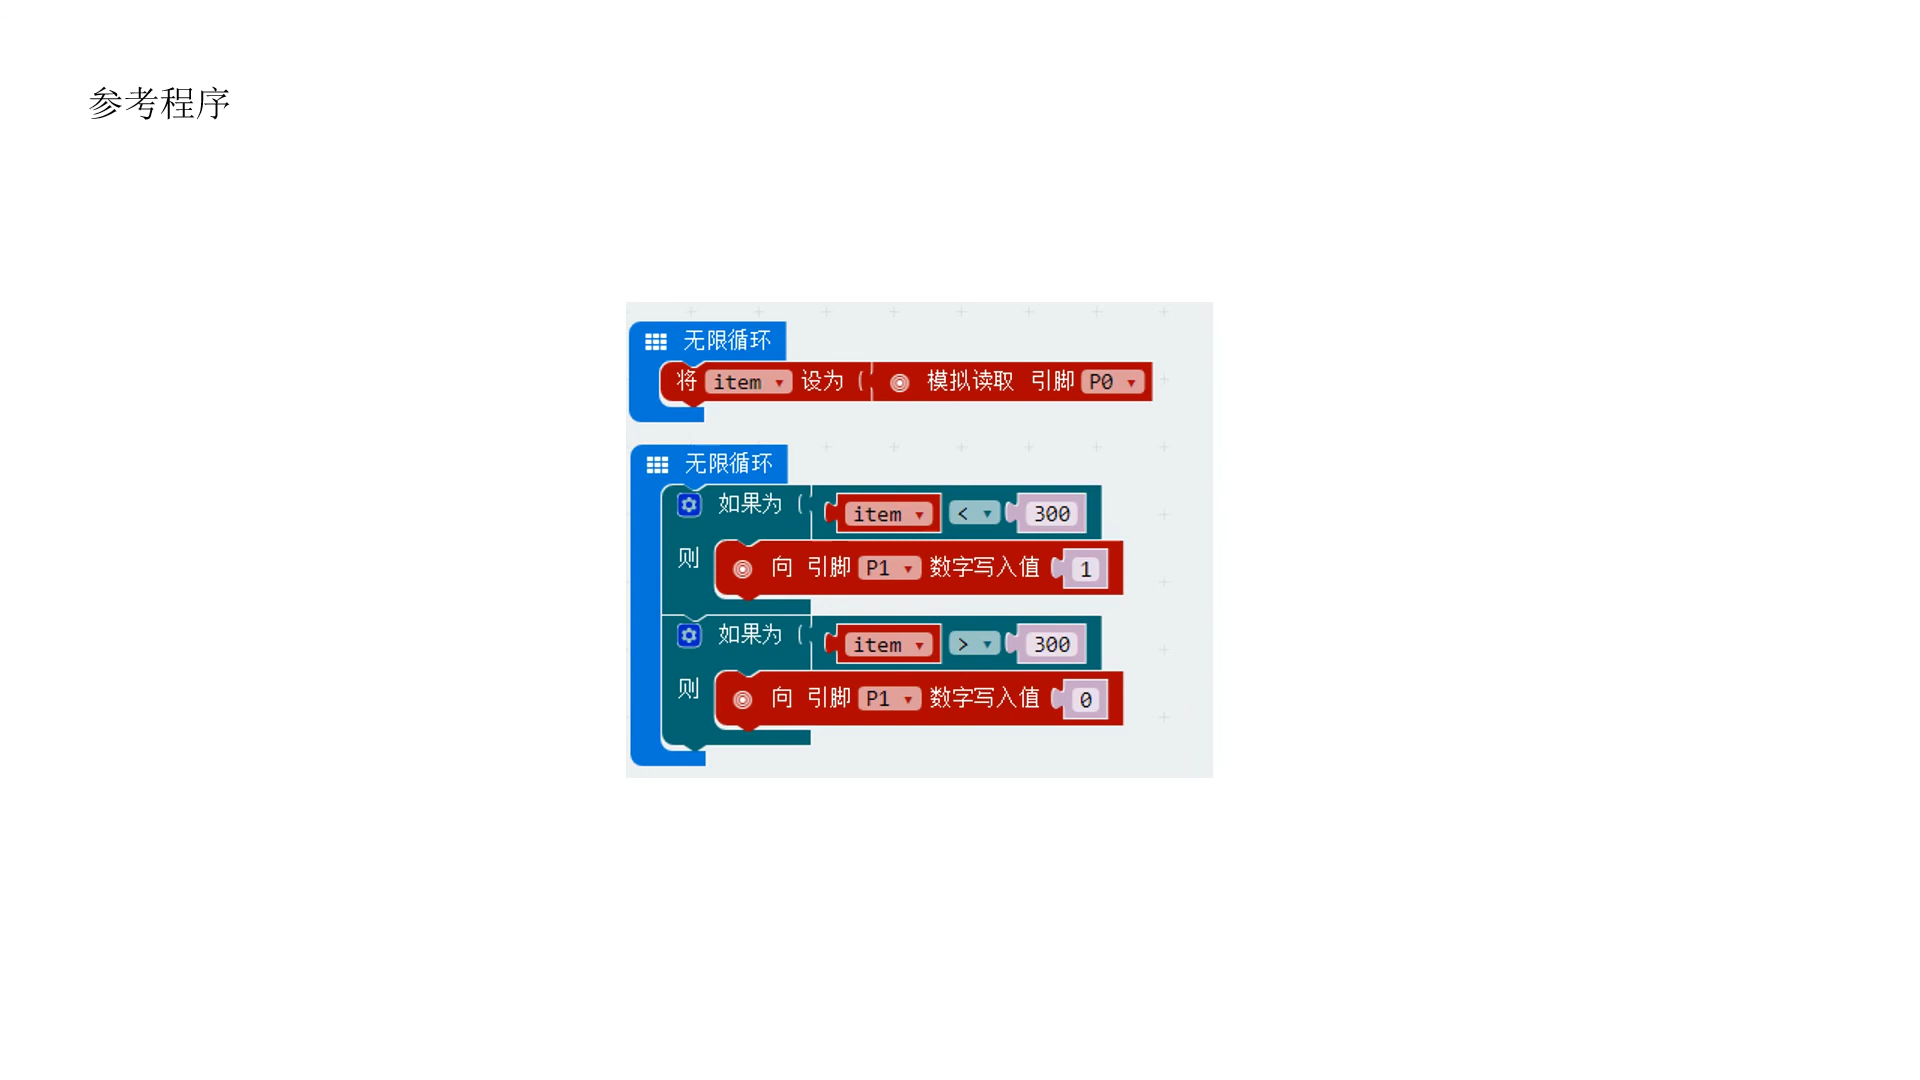 参考程序
无限循环
将 item 设为 ( 模拟读取 引脚 P0
无限循环
如果为 ( item < 300
则 向 引脚 P1 数字写入值 1
如果为 ( item > 300
则 向 引脚 P1 数字写入值 0